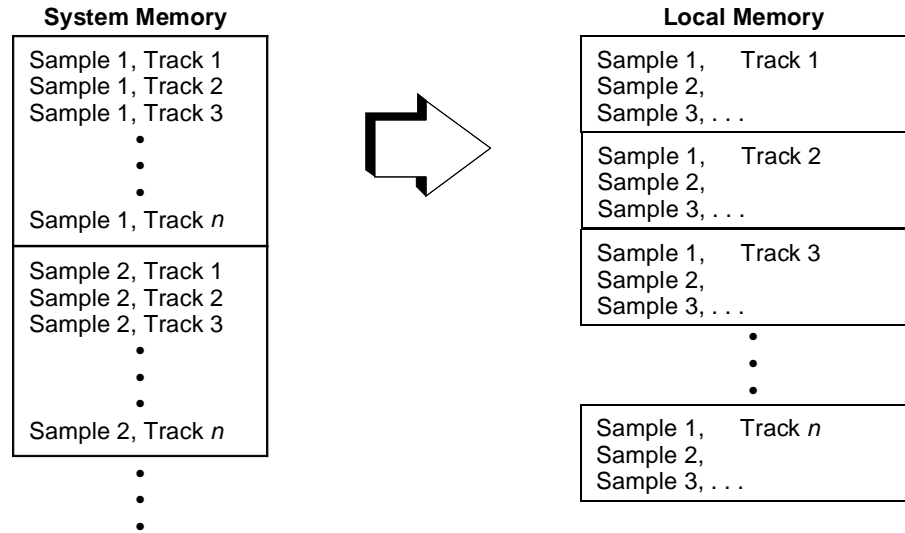 System Memory
Sample 1, Track 1
Sample 1, Track 2
Sample 1, Track 3
•
•
•
Sample 1, Track n
Sample 2, Track 1
Sample 2, Track 2
Sample 2, Track 3
•
•
•
Sample 2, Track n
•
•
•
Local Memory
Sample 1, Track 1
Sample 2,
Sample 3, . . .
Sample 1, Track 2
Sample 2,
Sample 3, . . .
Sample 1, Track 3
Sample 2,
Sample 3, . . .
•
•
•
Sample 1, Track n
Sample 2,
Sample 3, . . .